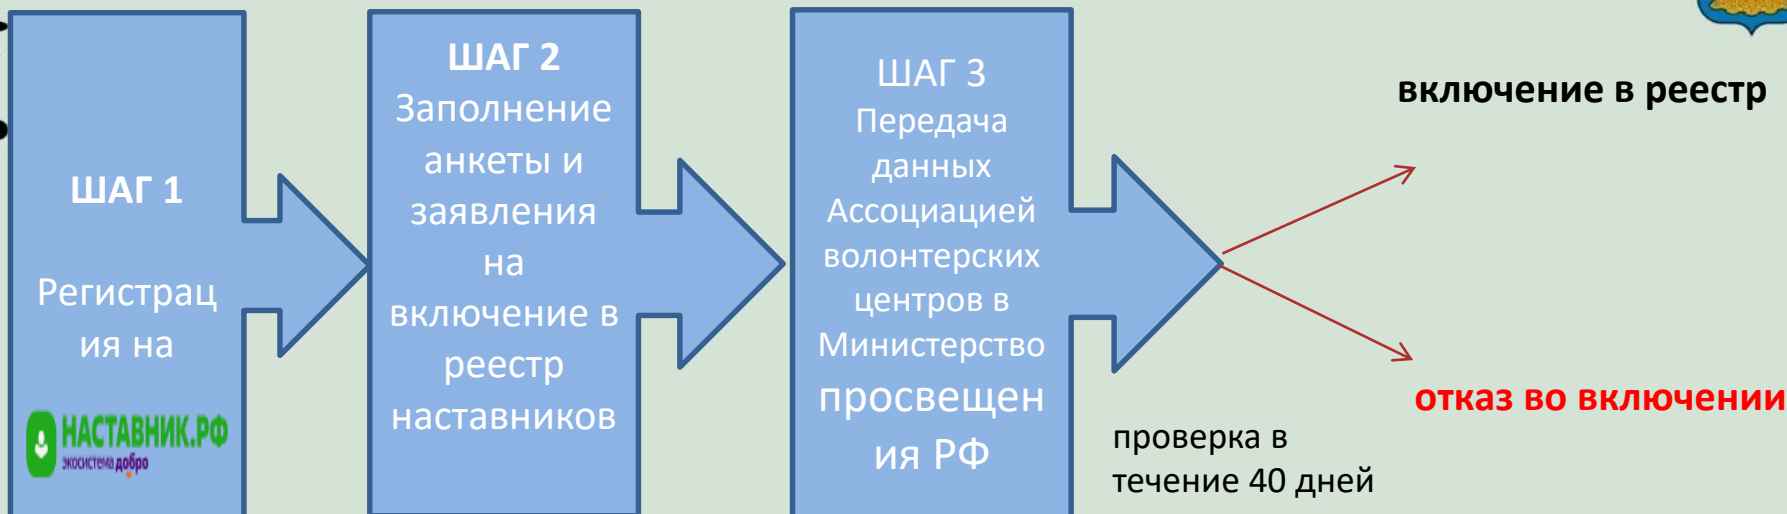 ШАГ 1
Регистрац
ия на
НАСТАВНИК.РФ
экосистема добро
ШАГ 2
Заполнение
анкеты и
заявления
на
включение в
реестр
наставников
ШАГ 3
Передача
данных
Ассоциацией
волонтерских
центров в
Министерство
просвещен
ия РФ
проверка в
течение 40 дней
включение в реестр
отказ во включении